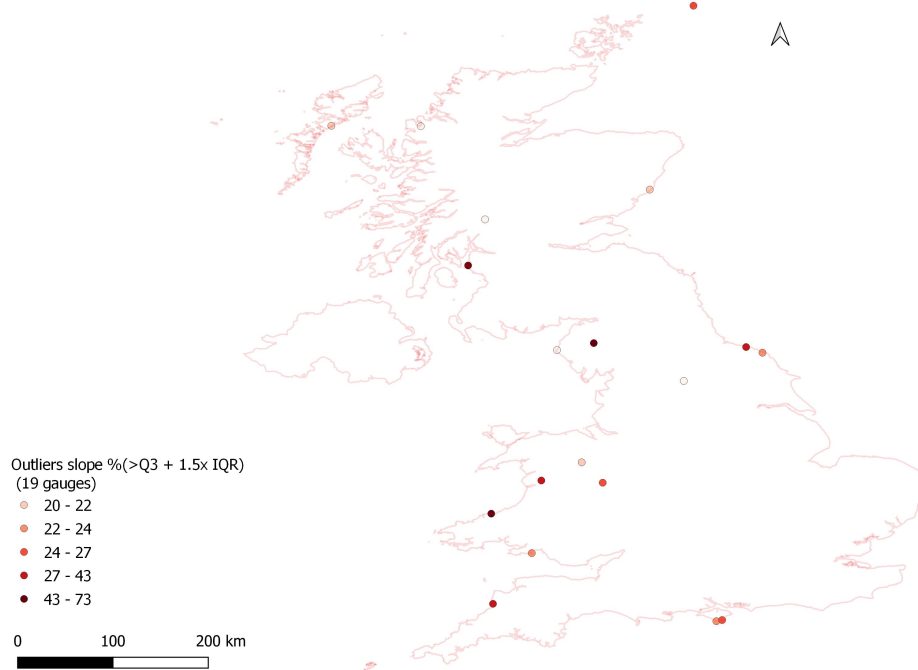 Outliers slope %(>Q3 + 1.5x IQR)
(19 gauges)
20 - 22
22 - 24
24 - 27
27 - 43
43 - 73
0 100 200 km